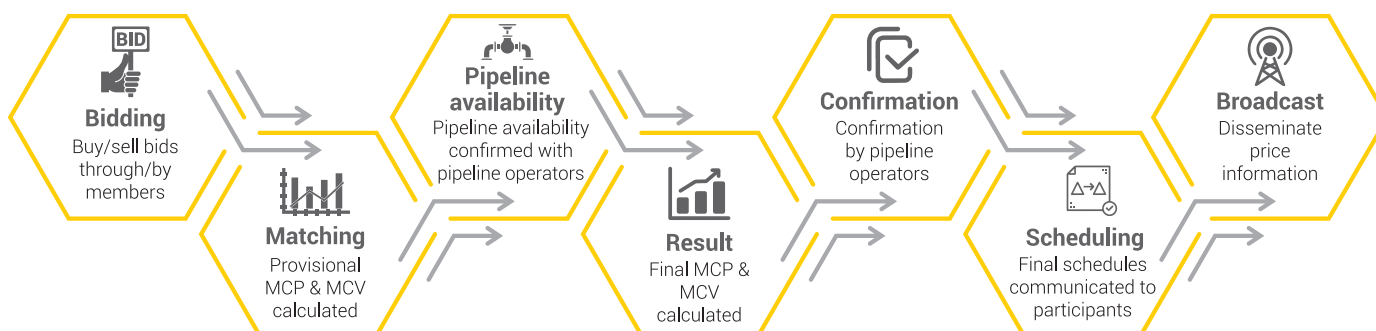 BID
Bidding
Buy/sell bids
through/by
members
Matching
Provisional
MCP & MCV
calculated
Pipeline
availability
Pipeline availability
confirmed with
pipeline operators
Result
Final MCP &
MCV
calculated
Confirmation
Confirmation
by pipeline
operators
Scheduling
Final schedules
communicated to
participants
Broadcast
Disseminate
price
information